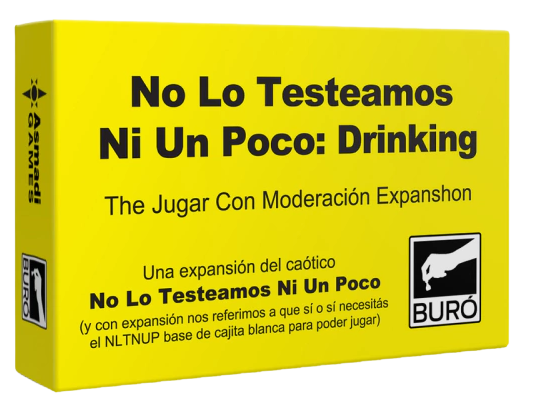 No Lo Testeamos
Ni Un Poco: Drinking
The Jugar Con Moderación Expanshon
Una expansión del caótico
No Lo Testeamos Ni Un Poco
(y con expansión nos referimos a que sí o sí necesitás
el NLTNUP base de cajita blanca para poder jugar)
BURÓ
Asmadi
GAMES
BURÓ